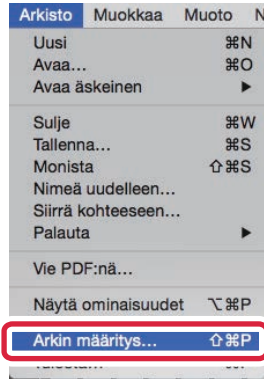 Arkisto Muokkaa Muoto N
Uusi ⌘N
Avaa... ⌘O
Avaa äskeinen ▶
Sulje ⌘W
Tallenna... ⌘S
Monista ⇧⌘S
Nimeä uudelleen...
Siirrä kohteeseen...
Palauta ▶
Vie PDF:nä...
Näytä ominaisuudet ⌥⌘P
Arkin määritys... ⇧⌘P